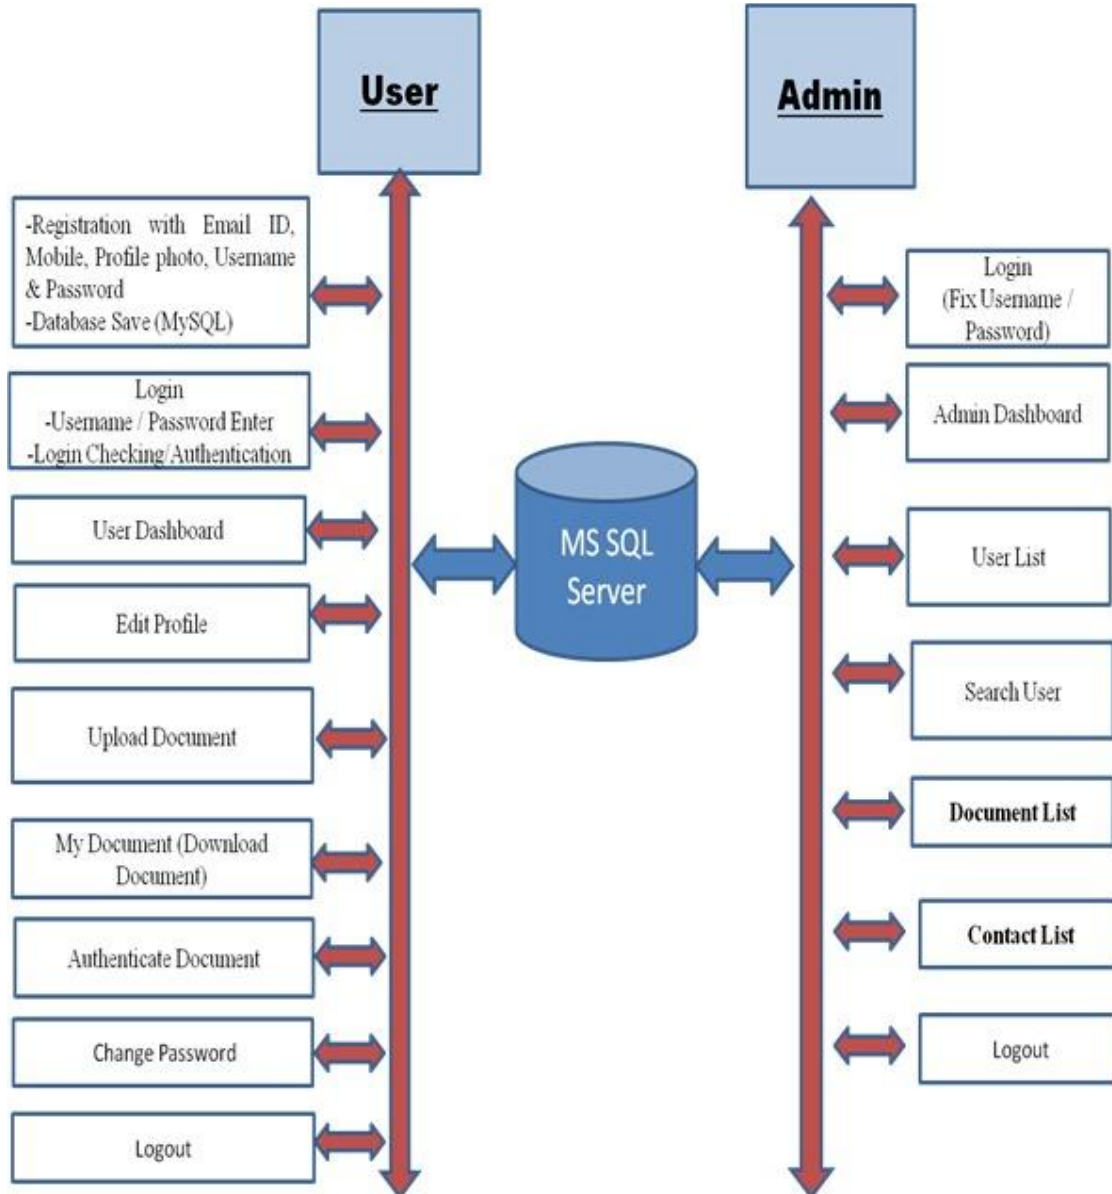 User
-Registration with Email ID,
Mobile, Profile photo, Username
& Password
-Database Save (MySQL)
Login
-Username / Password Enter
-Login Checking/Authentication
User Dashboard
Edit Profile
Upload Document
My Document (Download
Document)
Authenticate Document
Change Password
Logout
MS SQL
Server
Admin
Login
(Fix Username /
Password)
Admin Dashboard
User List
Search User
Document List
Contact List
Logout